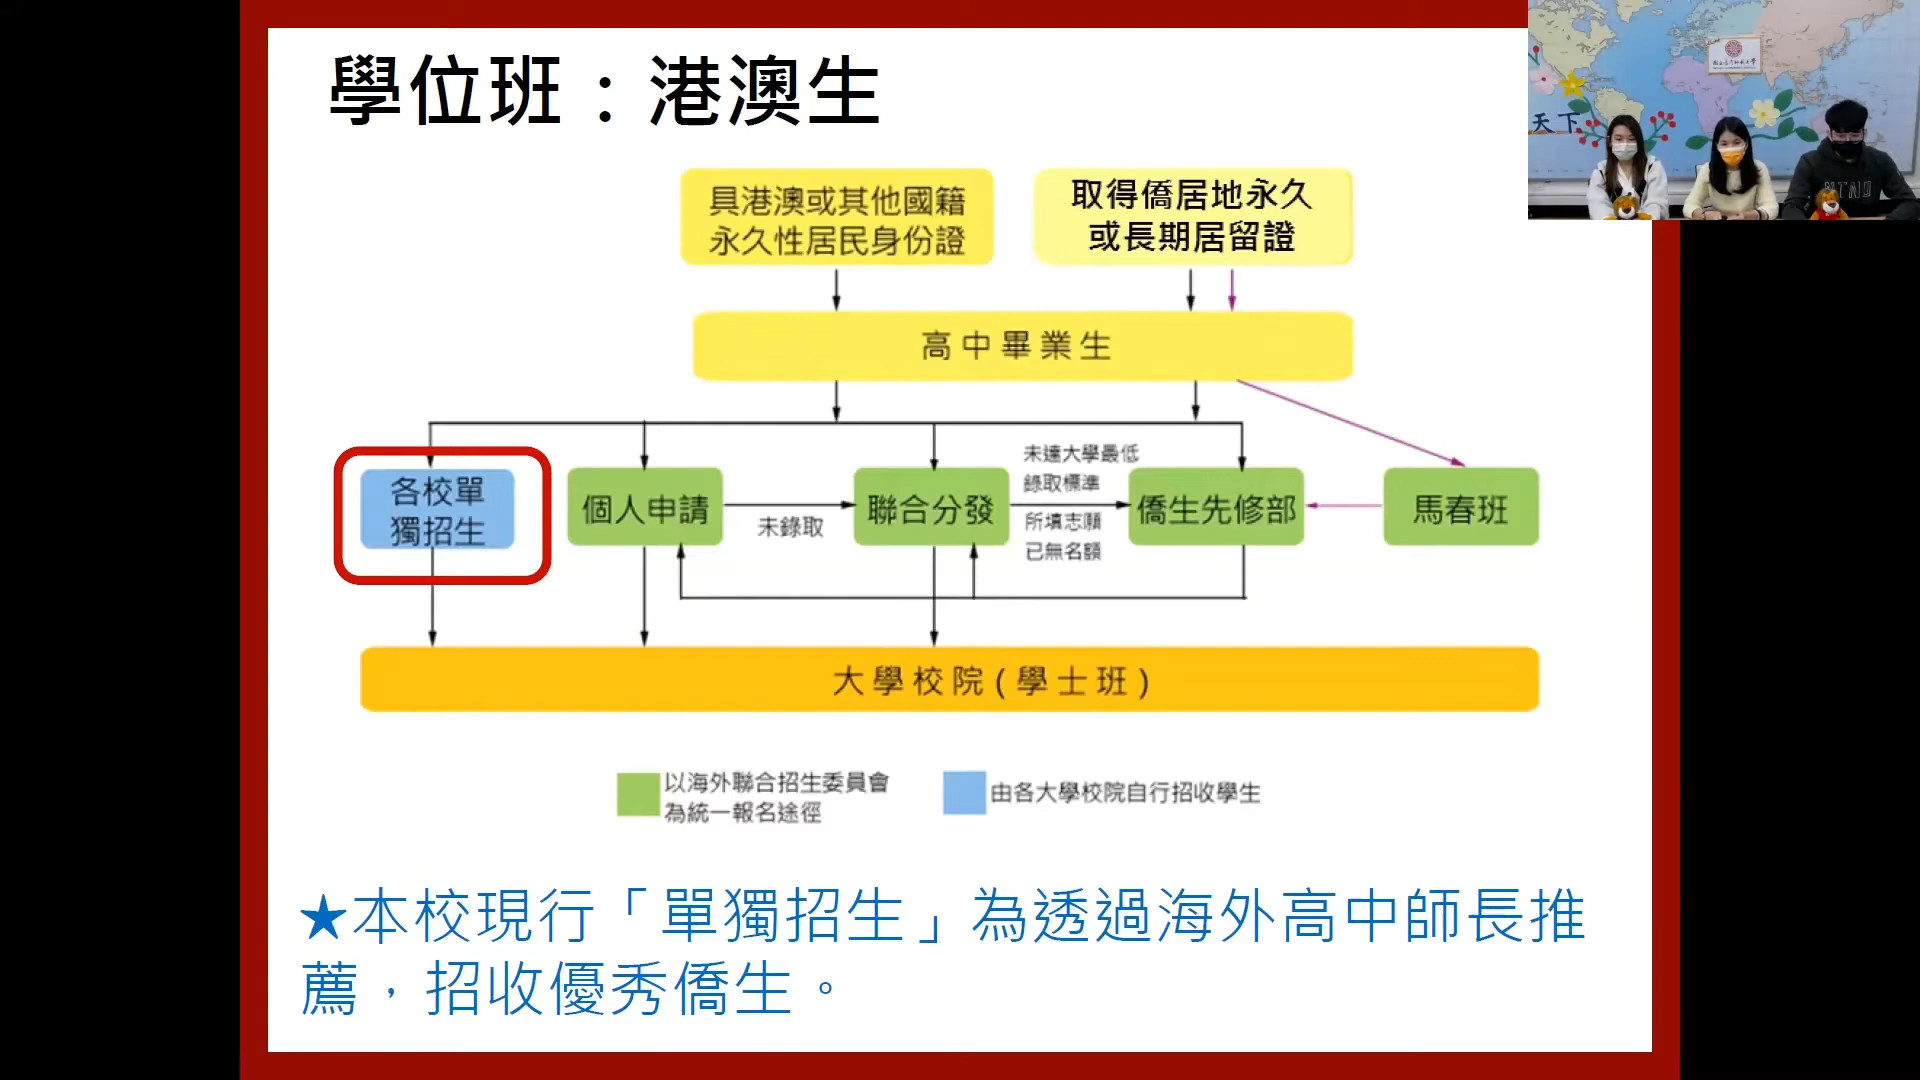 學位班：港澳生
具港澳或其他國籍
永久性居民身份證
取得僑居地永久
或長期居留證
高中畢業生
各校單
獨招生
個人申請
未錄取
聯合分發
未達大學最低
錄取標準
所填志願
已無名額
僑生先修部
馬春班
大學校院(學士班)
以海外聯合招生委員會
為統一報名途徑
由各大學校院自行招收學生
★本校現行「單獨招生」為透過海外高中師長推
薦，招收優秀僑生。
天下